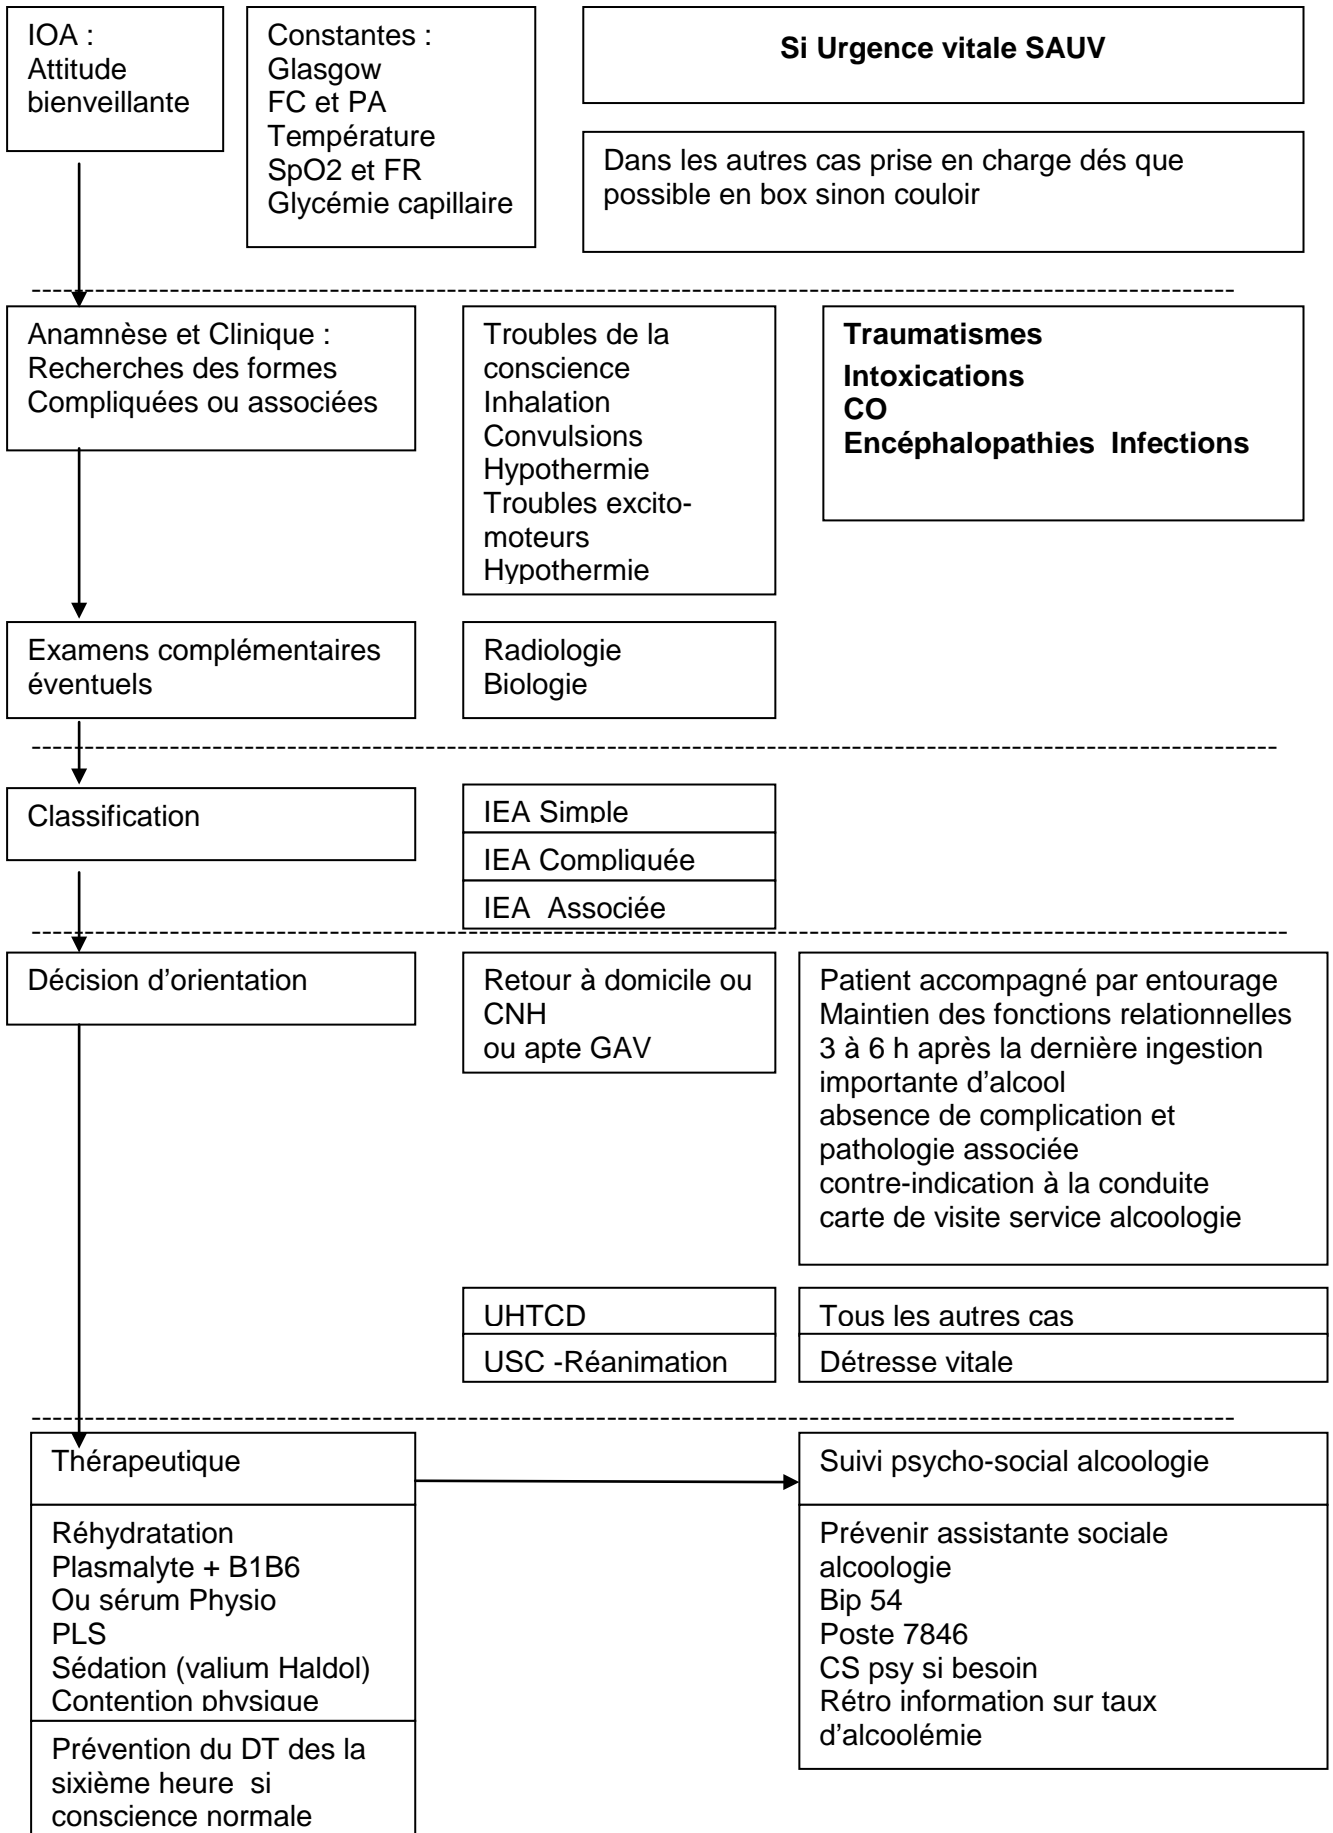 IOA :
Attitude
bienveillante
Constantes :
Glasgow
FC et PA
Température
SpO2 et FR
Glycémie capillaire
Si Urgence vitale SAUV
Dans les autres cas prise en charge dés que
possible en box sinon couloir
Anamnèse et Clinique :
Recherches des formes
Compliquées ou associées
Troubles de la
conscience
Inhalation
Convulsions
Hypothermie
Troubles excito-
moteurs
Hypothermie
Traumatismes
Intoxications
CO
Encéphalopathies Infections
Examens complémentaires
éventuels
Radiologie
Biologie
Classification
IEA Simple
IEA Compliquée
IEA Associée
Décision d'orientation
Retour à domicile ou
CNH
ou apte GAV
Patient accompagné par entourage
Maintien des fonctions relationnelles
3 à 6 h après la dernière ingestion
importante d'alcool
absence de complication et
pathologie associée
contre-indication à la conduite
carte de visite service alcoologie
UHTCD
Tous les autres cas
USC -Réanimation
Détresse vitale
Thérapeutique
Réhydratation
Plasmalyte + B1B6
Ou sérum Physio
PLS
Sédation (valium Haldol)
Contention physique
Prévention du DT des la
sixième heure si
conscience normale
Suivi psycho-social alcoologie
Prévenir assistante sociale
alcoologie
Bip 54
Poste 7846
CS psy si besoin
Rétro information sur taux
d'alcoolémie